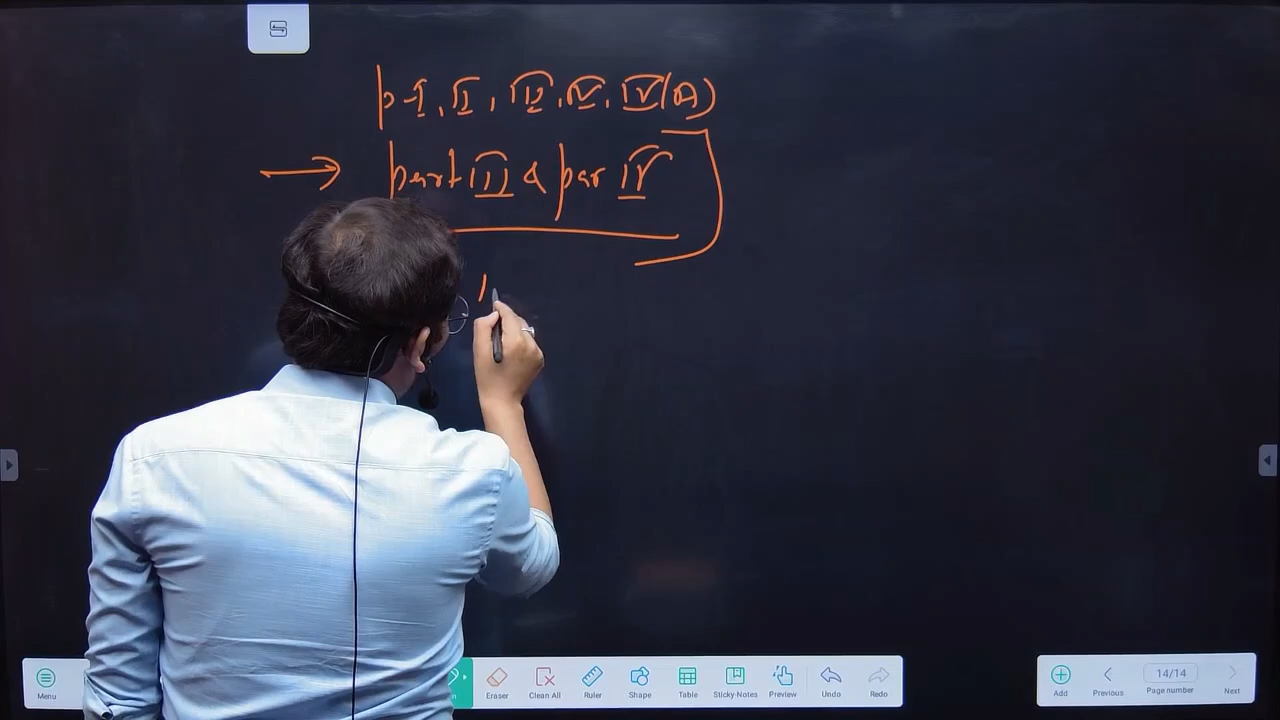 p-I, II, III, IV, IV(A)
part III & par IV
Menu
Eraser
Clean All
Ruler
Shape
Table
Sticky-Notes
Preview
Undo
Redo
Add
Previous
14/14
Page number
Next